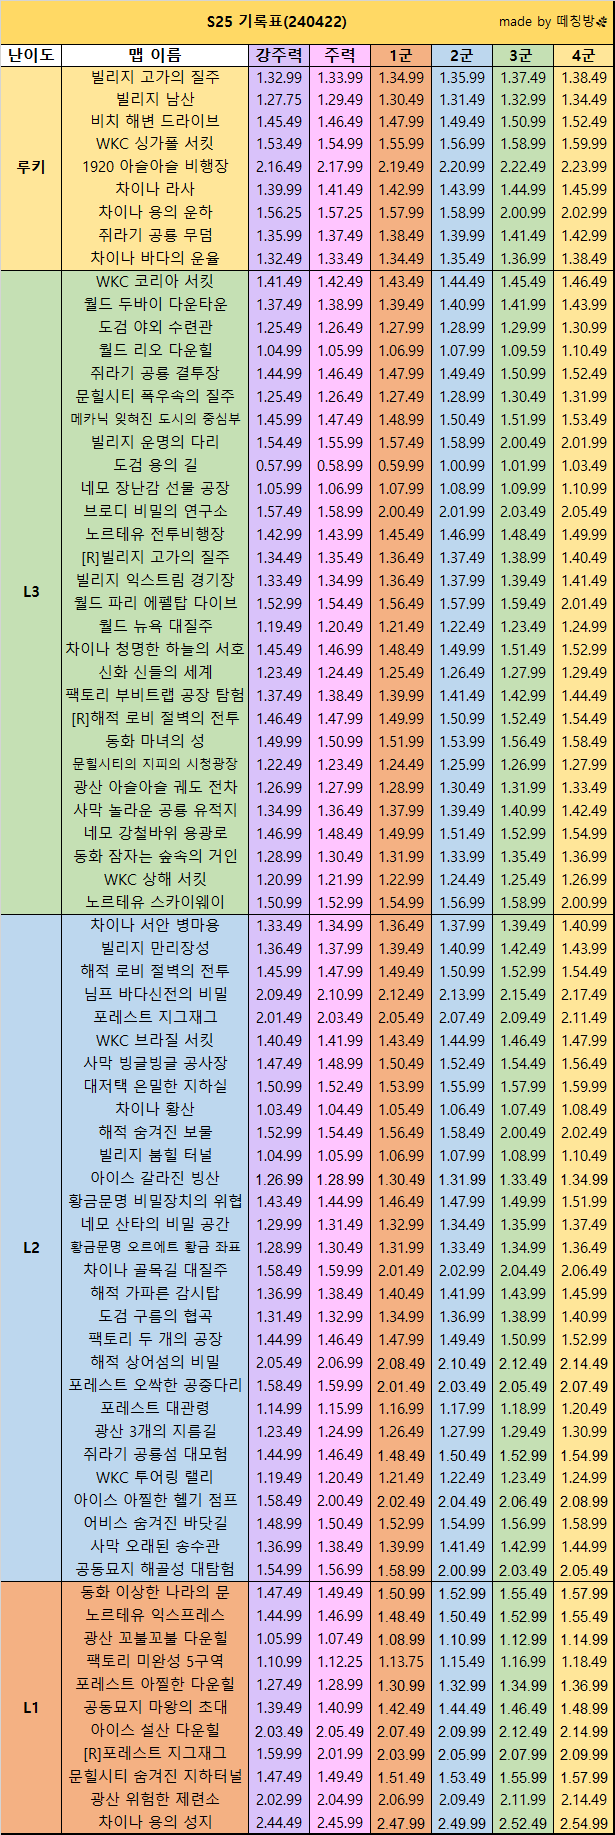 S25 기록표(240422) made by 떼칭방
난이도 맵 이름 강주력 주력 1군 2군 3군 4군
빌리지 고가의 질주 1.32.99 1.33.99 1.34.99 1.35.99 1.37.49 1.38.49
빌리지 남산 1.27.75 1.29.49 1.30.49 1.31.49 1.32.99 1.34.49
비치 해변 드라이브 1.45.49 1.46.49 1.47.99 1.49.49 1.50.99 1.52.49
WKC 싱가폴 서킷 1.53.49 1.54.99 1.55.99 1.56.99 1.58.99 1.59.99
루키 1920 아슬아슬 비행장 2.16.49 2.17.99 2.19.49 2.20.99 2.22.49 2.23.99
차이나 라사 1.39.99 1.41.49 1.42.99 1.43.99 1.44.99 1.45.99
차이나 용의 운하 1.56.25 1.57.25 1.57.99 1.58.99 2.00.99 2.02.99
쥐라기 공룡 무덤 1.35.99 1.37.49 1.38.49 1.39.99 1.41.49 1.42.99
차이나 바다의 운율 1.32.49 1.33.49 1.34.49 1.35.49 1.36.99 1.38.49
WKC 코리아 서킷 1.41.49 1.42.49 1.43.49 1.44.49 1.45.49 1.46.49
월드 두바이 다운타운 1.37.49 1.38.99 1.39.49 1.40.99 1.41.99 1.43.99
도검 야외 수련관 1.25.49 1.26.49 1.27.99 1.28.99 1.29.99 1.30.99
월드 리오 다운힐 1.04.99 1.05.99 1.06.99 1.07.99 1.09.59 1.10.49
쥐라기 공룡 결투장 1.44.99 1.46.49 1.47.99 1.49.49 1.50.99 1.52.49
문힐시티 폭우속의 질주 1.25.49 1.26.49 1.27.49 1.28.99 1.30.49 1.31.99
메카닉 잊혀진 도시의 중심부 1.45.99 1.47.49 1.48.99 1.50.49 1.51.99 1.53.49
빌리지 운명의 다리 1.54.49 1.55.99 1.57.49 1.58.99 2.00.49 2.01.99
도검 용의 길 0.57.99 0.58.99 0.59.99 1.00.99 1.01.99 1.03.49
네모 장난감 선물 공장 1.05.99 1.06.99 1.07.99 1.08.99 1.09.99 1.10.99
브로디 비밀의 연구소 1.57.49 1.58.99 2.00.49 2.01.99 2.03.49 2.05.49
노르테유 전투비행장 1.42.99 1.43.99 1.45.49 1.46.99 1.48.49 1.49.99
[R]빌리지 고가의 질주 1.34.49 1.35.49 1.36.49 1.37.49 1.38.99 1.40.49
빌리지 익스트림 경기장 1.33.49 1.34.99 1.36.49 1.37.99 1.39.49 1.41.49
L3 월드 파리 에펠탑 다이브 1.52.99 1.54.49 1.56.49 1.57.99 1.59.49 2.01.49
월드 뉴욕 대질주 1.19.49 1.20.49 1.21.49 1.22.49 1.23.49 1.24.99
차이나 청명한 하늘의 서호 1.45.49 1.46.99 1.48.49 1.49.99 1.51.49 1.52.99
신화 신들의 세계 1.23.49 1.24.49 1.25.49 1.26.49 1.27.99 1.29.49
팩토리 부비트랩 공장 탐험 1.37.49 1.38.49 1.39.99 1.41.49 1.42.99 1.44.49
[R]해적 로비 절벽의 전투 1.46.49 1.47.99 1.49.99 1.50.99 1.52.49 1.54.49
동화 마녀의 성 1.49.99 1.50.99 1.51.99 1.53.99 1.56.49 1.58.49
문힐시티의 지피의 시청광장 1.22.49 1.23.49 1.24.49 1.25.99 1.26.99 1.27.99
광산 아슬아슬 궤도 전차 1.26.99 1.27.99 1.28.99 1.30.49 1.31.99 1.33.49
사막 놀라운 공룡 유적지 1.34.99 1.36.49 1.37.99 1.39.49 1.40.99 1.42.49
네모 강철바위 용광로 1.46.99 1.48.49 1.49.99 1.51.49 1.52.99 1.54.99
동화 잠자는 숲속의 거인 1.28.99 1.30.49 1.31.99 1.33.99 1.35.49 1.36.99
WKC 상해 서킷 1.20.99 1.21.99 1.22.99 1.24.49 1.25.49 1.26.99
노르테유 스카이웨이 1.50.99 1.52.99 1.54.99 1.56.99 1.58.99 2.00.99
차이나 서안 병마용 1.33.49 1.34.99 1.36.49 1.37.99 1.39.49 1.40.99
빌리지 만리장성 1.36.49 1.37.99 1.39.49 1.40.99 1.42.49 1.43.99
해적 로비 절벽의 전투 1.45.99 1.47.99 1.49.49 1.50.99 1.52.99 1.54.49
님프 바다신전의 비밀 2.09.49 2.10.99 2.12.49 2.13.99 2.15.49 2.17.49
포레스트 지그재그 2.01.49 2.03.49 2.05.49 2.07.49 2.09.49 2.11.49
WKC 브라질 서킷 1.40.49 1.41.99 1.43.49 1.44.99 1.46.49 1.47.99
사막 빙글빙글 공사장 1.47.49 1.48.99 1.50.49 1.52.49 1.54.49 1.56.49
대저택 은밀한 지하실 1.50.99 1.52.49 1.53.99 1.55.99 1.57.99 1.59.99
차이나 황산 1.03.49 1.04.49 1.05.49 1.06.49 1.07.49 1.08.49
해적 숨겨진 보물 1.52.99 1.54.49 1.56.49 1.58.49 2.00.49 2.02.49
빌리지 붐힐 터널 1.04.99 1.05.99 1.06.99 1.07.99 1.08.99 1.10.49
아이스 갈라진 빙산 1.26.99 1.28.99 1.30.49 1.31.99 1.33.49 1.34.99
황금문명 비밀장치의 위협 1.43.49 1.44.99 1.46.49 1.47.99 1.49.99 1.51.99
네모 산타의 비밀 공간 1.29.99 1.31.49 1.32.99 1.34.49 1.35.99 1.37.49
L2 황금문명 오르에트 황금 좌표 1.28.99 1.30.49 1.31.99 1.33.49 1.34.99 1.36.49
차이나 골목길 대질주 1.58.49 1.59.99 2.01.49 2.02.99 2.04.49 2.06.49
해적 가파른 감시탑 1.36.99 1.38.49 1.40.49 1.41.99 1.43.99 1.45.99
도검 구름의 협곡 1.31.49 1.32.99 1.34.99 1.36.99 1.38.99 1.40.99
팩토리 두 개의 공장 1.44.99 1.46.49 1.47.99 1.49.49 1.50.99 1.52.99
해적 상어섬의 비밀 2.05.49 2.06.99 2.08.49 2.10.49 2.12.49 2.14.49
포레스트 오싹한 공중다리 1.58.49 1.59.99 2.01.49 2.03.49 2.05.49 2.07.49
포레스트 대관령 1.14.99 1.15.99 1.16.99 1.17.99 1.18.99 1.20.49
광산 3개의 지름길 1.23.49 1.24.99 1.26.49 1.27.99 1.29.49 1.30.99
쥐라기 공룡섬 대모험 1.44.99 1.46.49 1.48.49 1.50.49 1.52.99 1.54.99
WKC 투어링 랠리 1.19.49 1.20.49 1.21.49 1.22.49 1.23.49 1.24.99
아이스 아찔한 헬기 점프 1.58.49 2.00.49 2.02.49 2.04.49 2.06.49 2.08.99
어비스 숨겨진 바닷길 1.48.99 1.50.49 1.52.99 1.54.99 1.56.99 1.58.99
사막 오래된 송수관 1.36.99 1.38.49 1.39.99 1.41.49 1.42.99 1.44.49
공동묘지 해골성 대탐험 1.54.99 1.56.99 1.58.99 2.00.99 2.03.49 2.05.49
동화 이상한 나라의 문 1.47.49 1.49.49 1.50.99 1.52.99 1.55.49 1.57.99
노르테유 익스프레스 1.44.99 1.46.99 1.48.49 1.50.49 1.52.99 1.55.49
광산 꼬불꼬불 다운힐 1.05.99 1.07.49 1.08.99 1.10.99 1.12.99 1.14.99
팩토리 미완성 5구역 1.10.99 1.12.25 1.13.75 1.15.49 1.16.99 1.18.49
포레스트 아찔한 다운힐 1.27.49 1.28.99 1.30.99 1.32.99 1.34.99 1.36.99
L1 공동묘지 마왕의 초대 1.39.49 1.40.99 1.42.49 1.44.49 1.46.49 1.48.99
아이스 설산 다운힐 2.03.49 2.05.49 2.07.49 2.09.99 2.12.49 2.14.99
[R]포레스트 지그재그 1.59.99 2.01.99 2.03.99 2.05.99 2.07.99 2.09.99
문힐시티 숨겨진 지하터널 1.47.49 1.49.49 1.51.49 1.53.49 1.55.99 1.57.99
광산 위험한 제련소 2.02.99 2.04.99 2.06.99 2.09.49 2.11.99 2.14.49
차이나 용의 성지 2.44.49 2.45.99 2.47.99 2.49.99 2.52.49 2.54.99